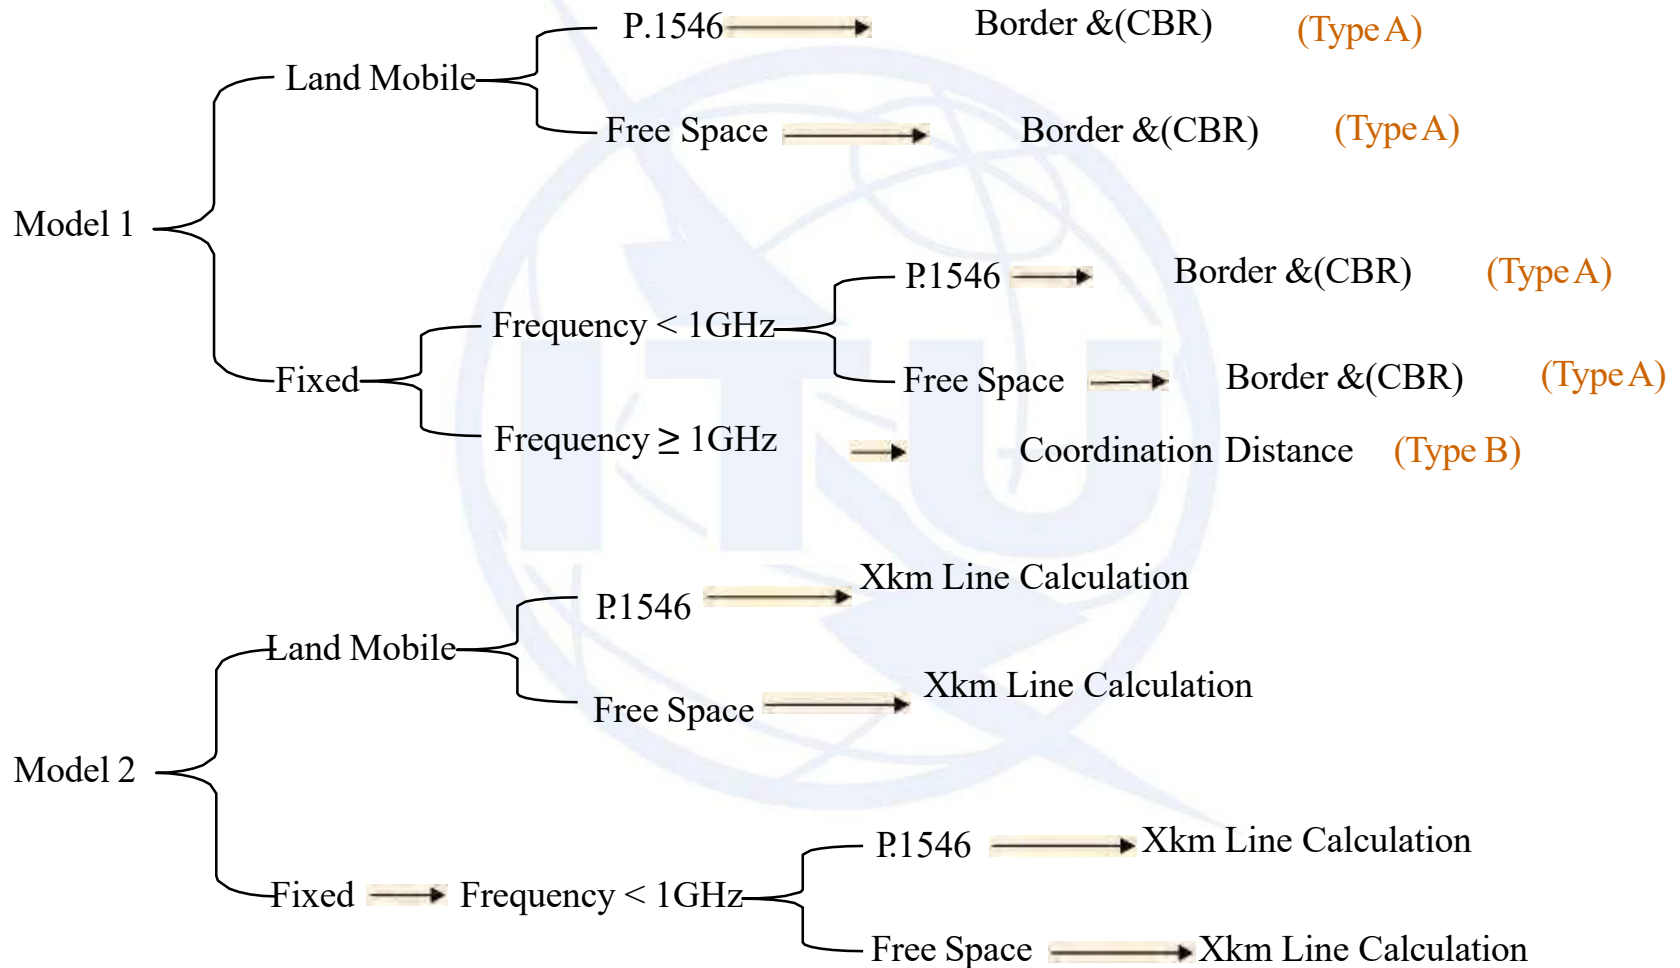 P.1546 Border &(CBR) (Type A)
Land Mobile
Free Space Border &(CBR) (Type A)
Model 1
P.1546 Border &(CBR) (Type A)
Frequency < 1GHz
Fixed
Free Space Border &(CBR) (Type A)
Frequency ≥ 1GHz Coordination Distance (Type B)
ITU
P.1546 Xkm Line Calculation
Land Mobile
Free Space Xkm Line Calculation
Model 2
P.1546 Xkm Line Calculation
Fixed Frequency < 1GHz
Free Space Xkm Line Calculation